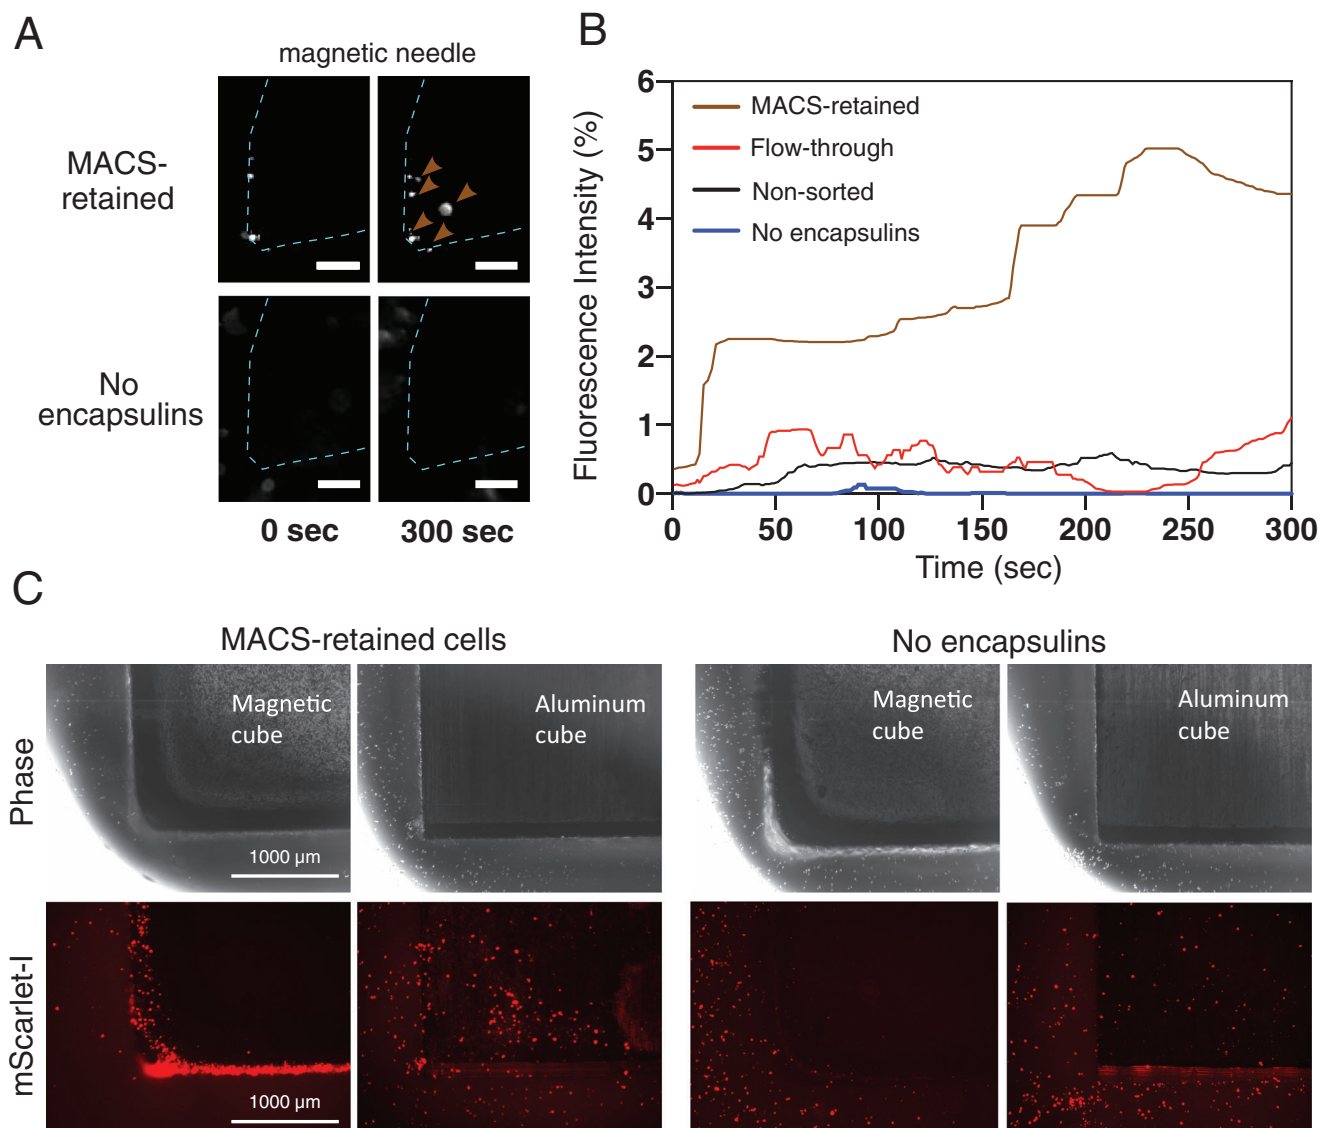 A
magnetic needle
MACS-
retained
No
encapsulins
0 sec
300 sec
B
Fluorescence Intensity (%)
6
5
4
3
2
1
0
MACS-retained
Flow-through
Non-sorted
No encapsulins
0
50
100
150
200
250
300
Time (sec)
C
MACS-retained cells
No encapsulins
Phase
Magnetic
cube
Aluminum
cube
Magnetic
cube
Aluminum
cube
1000 µm
mScarlet-I
1000 µm